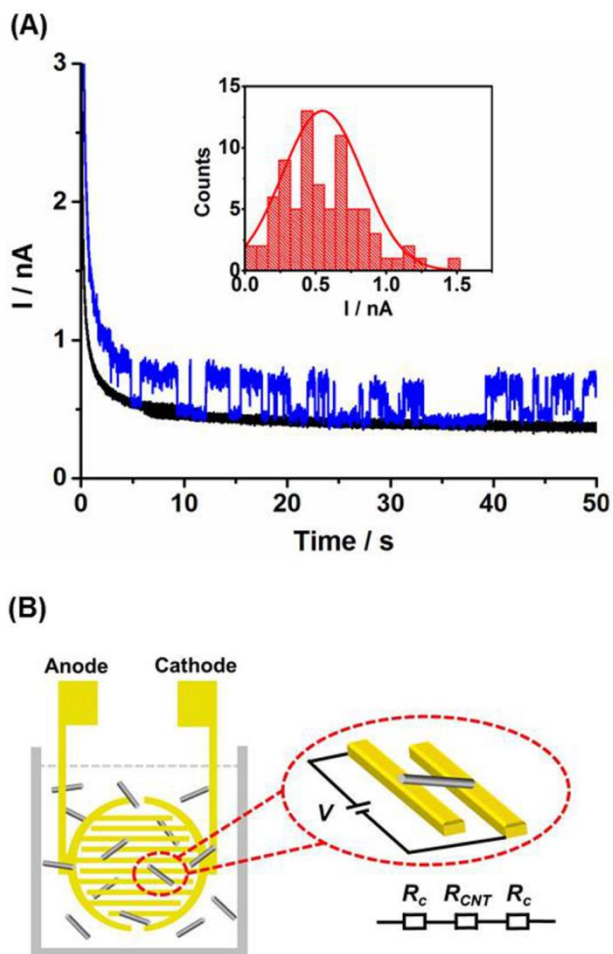 (A)
3
2
1
0
I / nA
0 10 20 30 40 50
Time / s
15
10
5
0
Counts
0.0 0.5 1.0 1.5
I / nA
(B)
Anode Cathode
V
Rc RCNT Rc